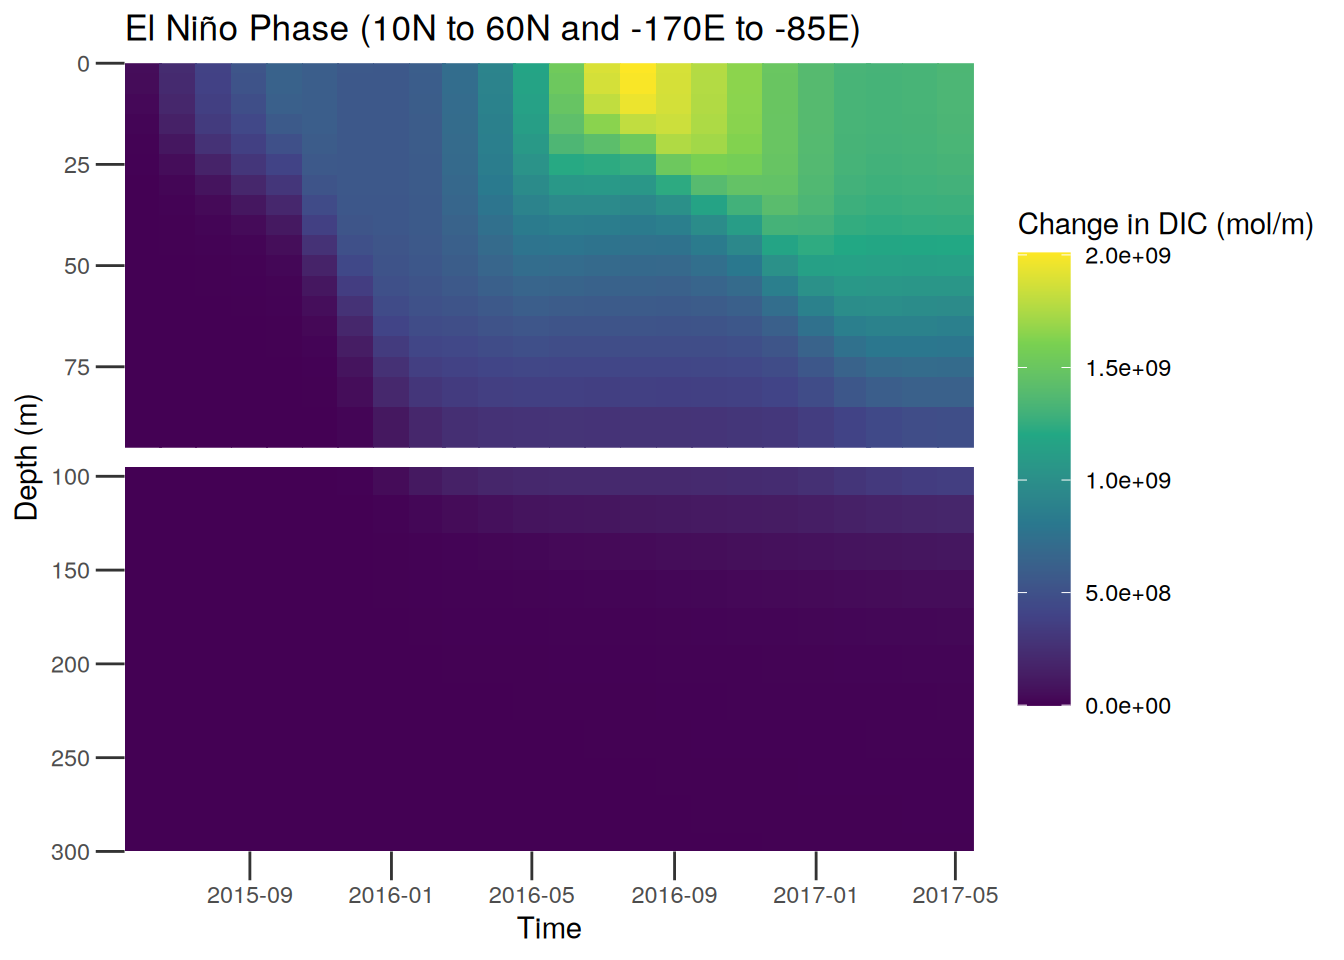 El Niño Phase (10N to 60N and -170E to -85E)
0
25
50
75
100
150
200
250
300
Depth (m)
2015-09
2016-01
2016-05
2016-09
2017-01
2017-05
Time
Change in DIC (mol/m)
2.0e+09
1.5e+09
1.0e+09
5.0e+08
0.0e+00